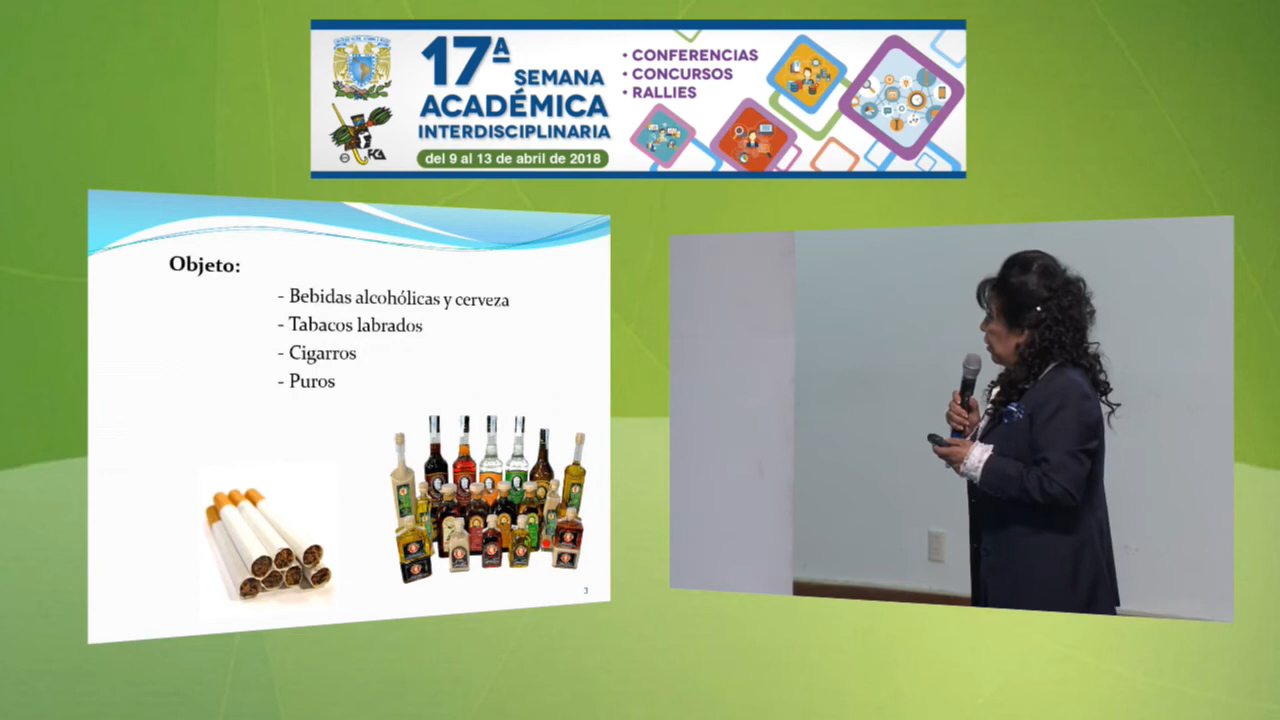 17ª
SEMANA
ACADÉMICA
INTERDISCIPLINARIA
del 9 al 13 de abril de 2018
• CONFERENCIAS
• CONCURSOS
• RALLIES
FCA
Objeto:
- Bebidas alcohólicas y cerveza
- Tabacos labrados
- Cigarros
- Puros
3